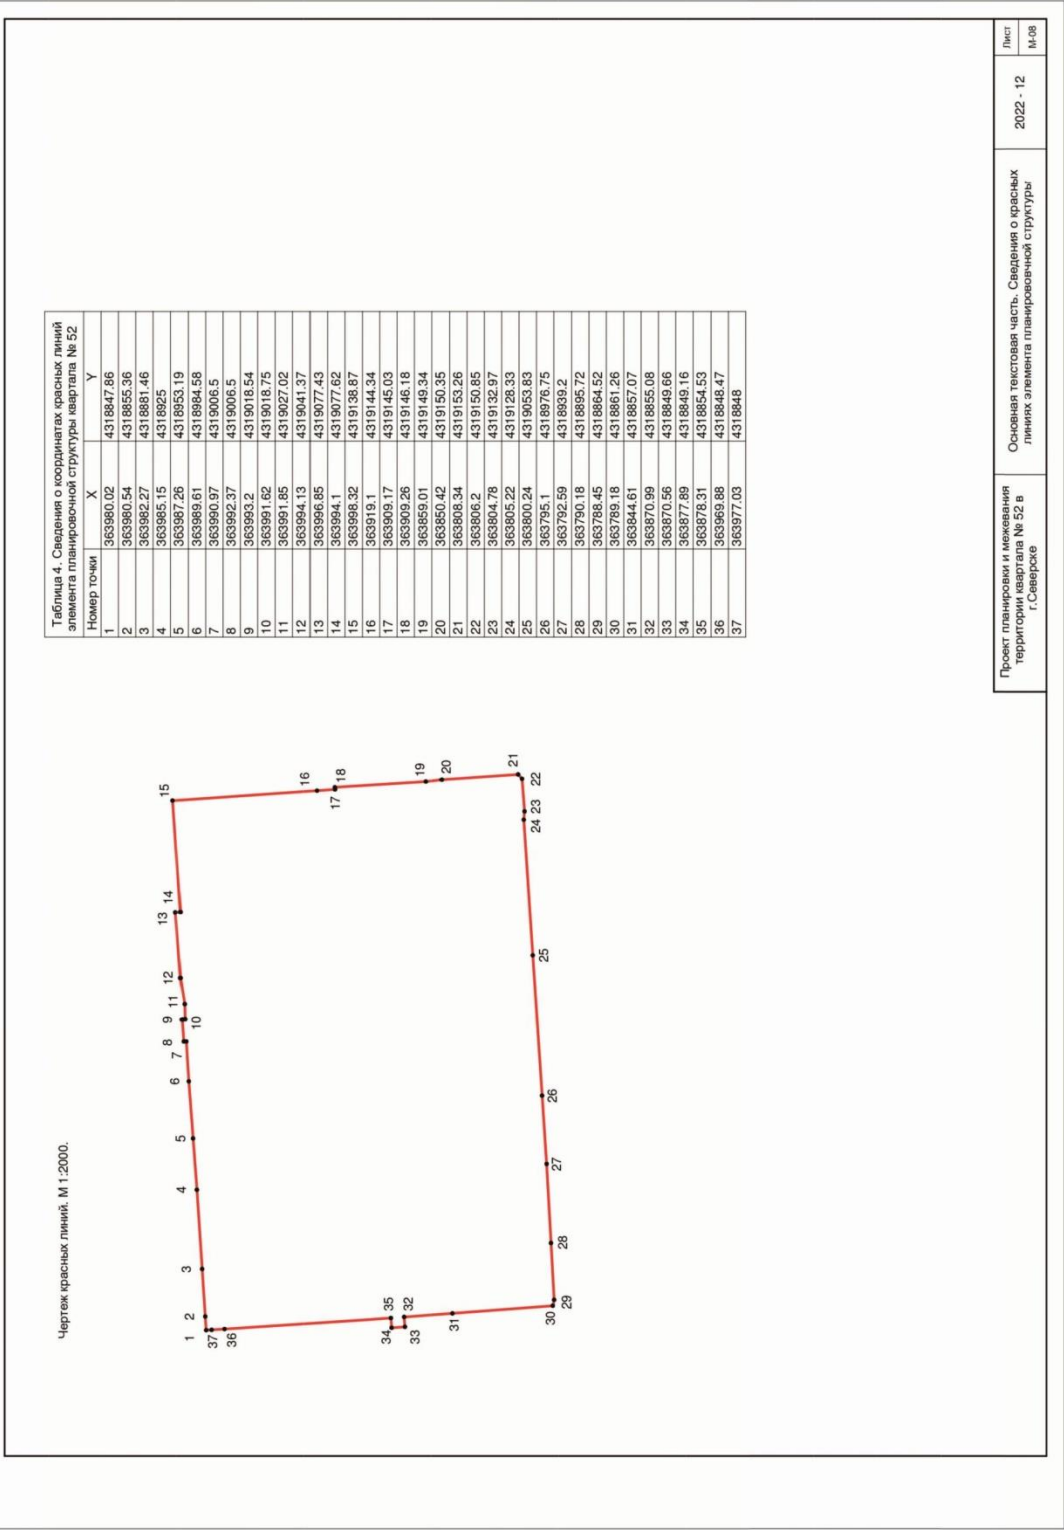 Чертеж красных линий. М 1:2000.
1
2
3
4
5
6
7
8
9
10
11
12
13
14
15
16
17
18
19
20
21
22
23
24
25
26
27
28
29
30
31
32
33
34
35
36
37
Таблица 4. Сведения о координатах красных линий
элемента планировочной структуры квартала № 52
Номер точки X Y
1 363980.02 4318847.86
2 363980.54 4318855.36
3 363982.27 4318881.46
4 363985.15 4318925
5 363987.26 4318953.19
6 363989.61 4318984.58
7 363990.97 4319006.5
8 363992.37 4319006.5
9 363993.2 4319018.54
10 363991.62 4319018.75
11 363991.85 4319027.02
12 363994.13 4319041.37
13 363996.85 4319077.43
14 363994.1 4319077.62
15 363998.32 4319138.87
16 363919.1 4319144.34
17 363909.17 4319145.03
18 363909.26 4319146.18
19 363859.01 4319149.34
20 363850.42 4319150.35
21 363808.34 4319153.26
22 363806.2 4319150.85
23 363804.78 4319132.97
24 363805.22 4319128.33
25 363800.24 4319053.83
26 363795.1 4318976.75
27 363792.59 4318939.2
28 363790.18 4318895.72
29 363788.45 4318864.52
30 363789.18 4318861.26
31 363844.61 4318857.07
32 363870.99 4318855.08
33 363870.56 4318849.66
34 363877.89 4318849.16
35 363878.31 4318854.53
36 363969.88 4318848.47
37 363977.03 4318848
Проект планировки и межевания
территории квартала № 52 в
г.Северске
Основная текстовая часть. Сведения о красных
линиях элемента планирововчной структуры
2022 - 12
Лист
М-08